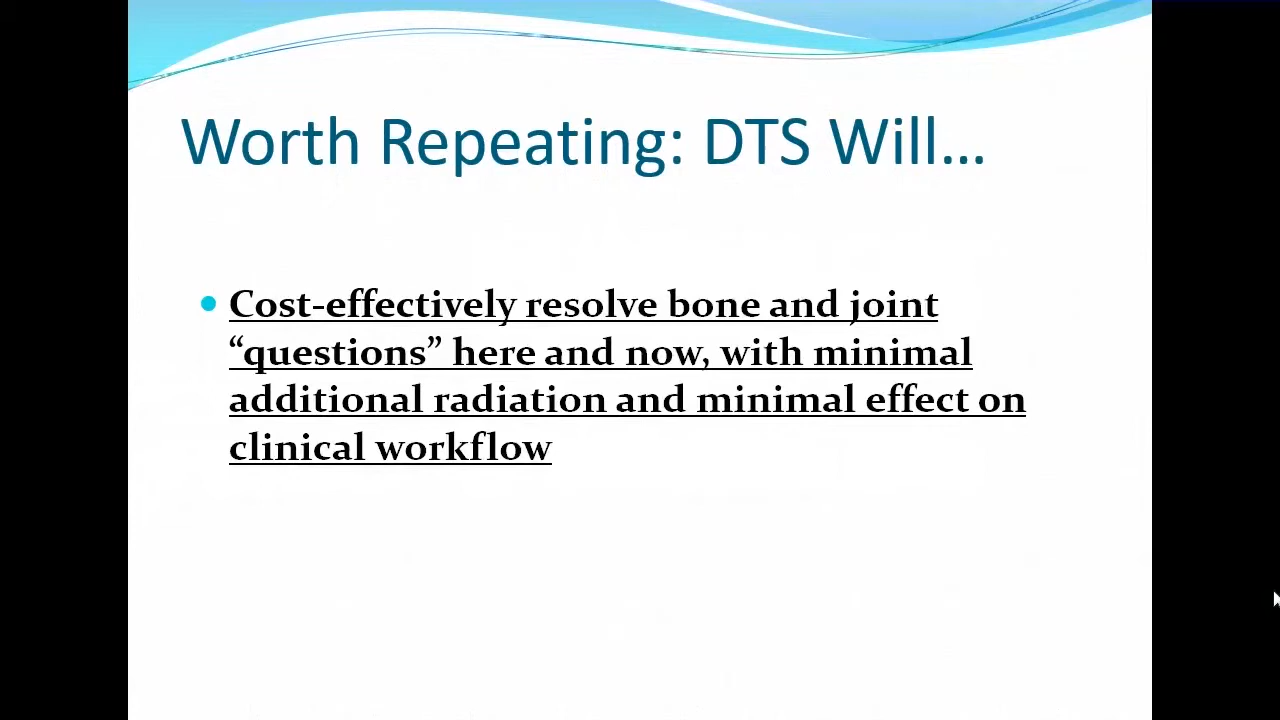 Worth Repeating: DTS Will...
• Cost-effectively resolve bone and joint
“questions” here and now, with minimal
additional radiation and minimal effect on
clinical workflow